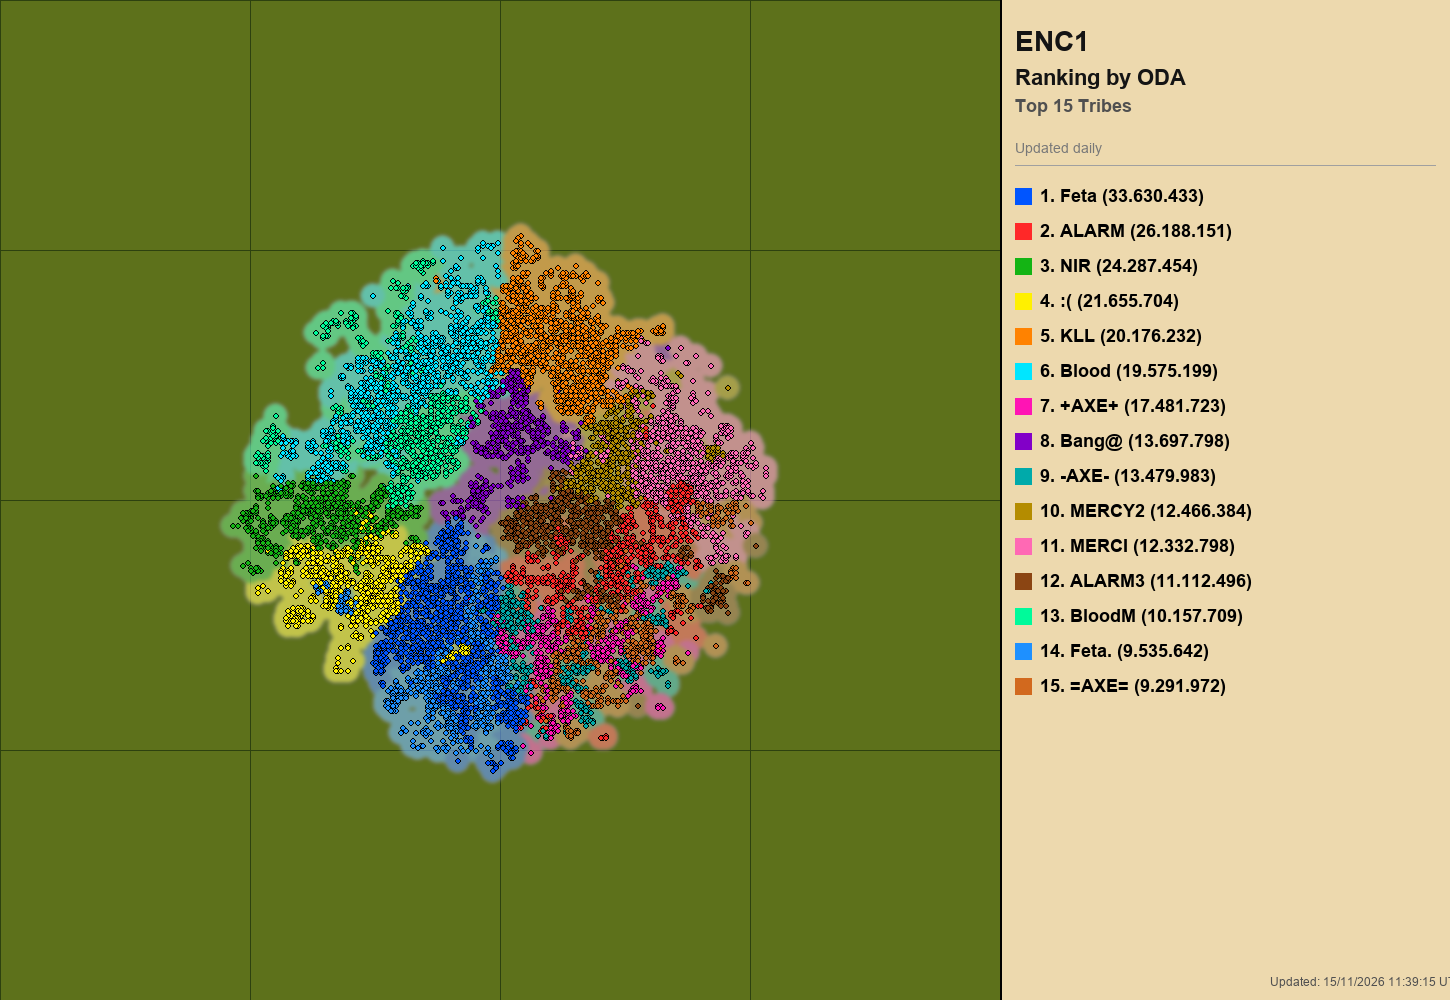 ENC1
Ranking by ODA
Top 15 Tribes
Updated daily
1. Feta (33.630.433)
2. ALARM (26.188.151)
3. NIR (24.287.454)
4. :( (21.655.704)
5. KLL (20.176.232)
6. Blood (19.575.199)
7. +AXE+ (17.481.723)
8. Bang@ (13.697.798)
9. -AXE- (13.479.983)
10. MERCY2 (12.466.384)
11. MERCI (12.332.798)
12. ALARM3 (11.112.496)
13. BloodM (10.157.709)
14. Feta. (9.535.642)
15. =AXE= (9.291.972)
Updated: 15/11/2026 11:39:15